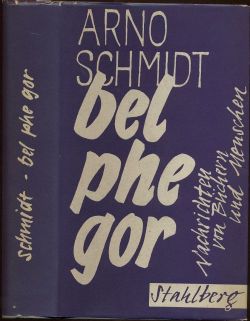 schmidt - bel phe gor
ARNO
SCHMIDT
bel
phe
gor
Nachrichten
von Büchern
und Menschen
Stahlberg